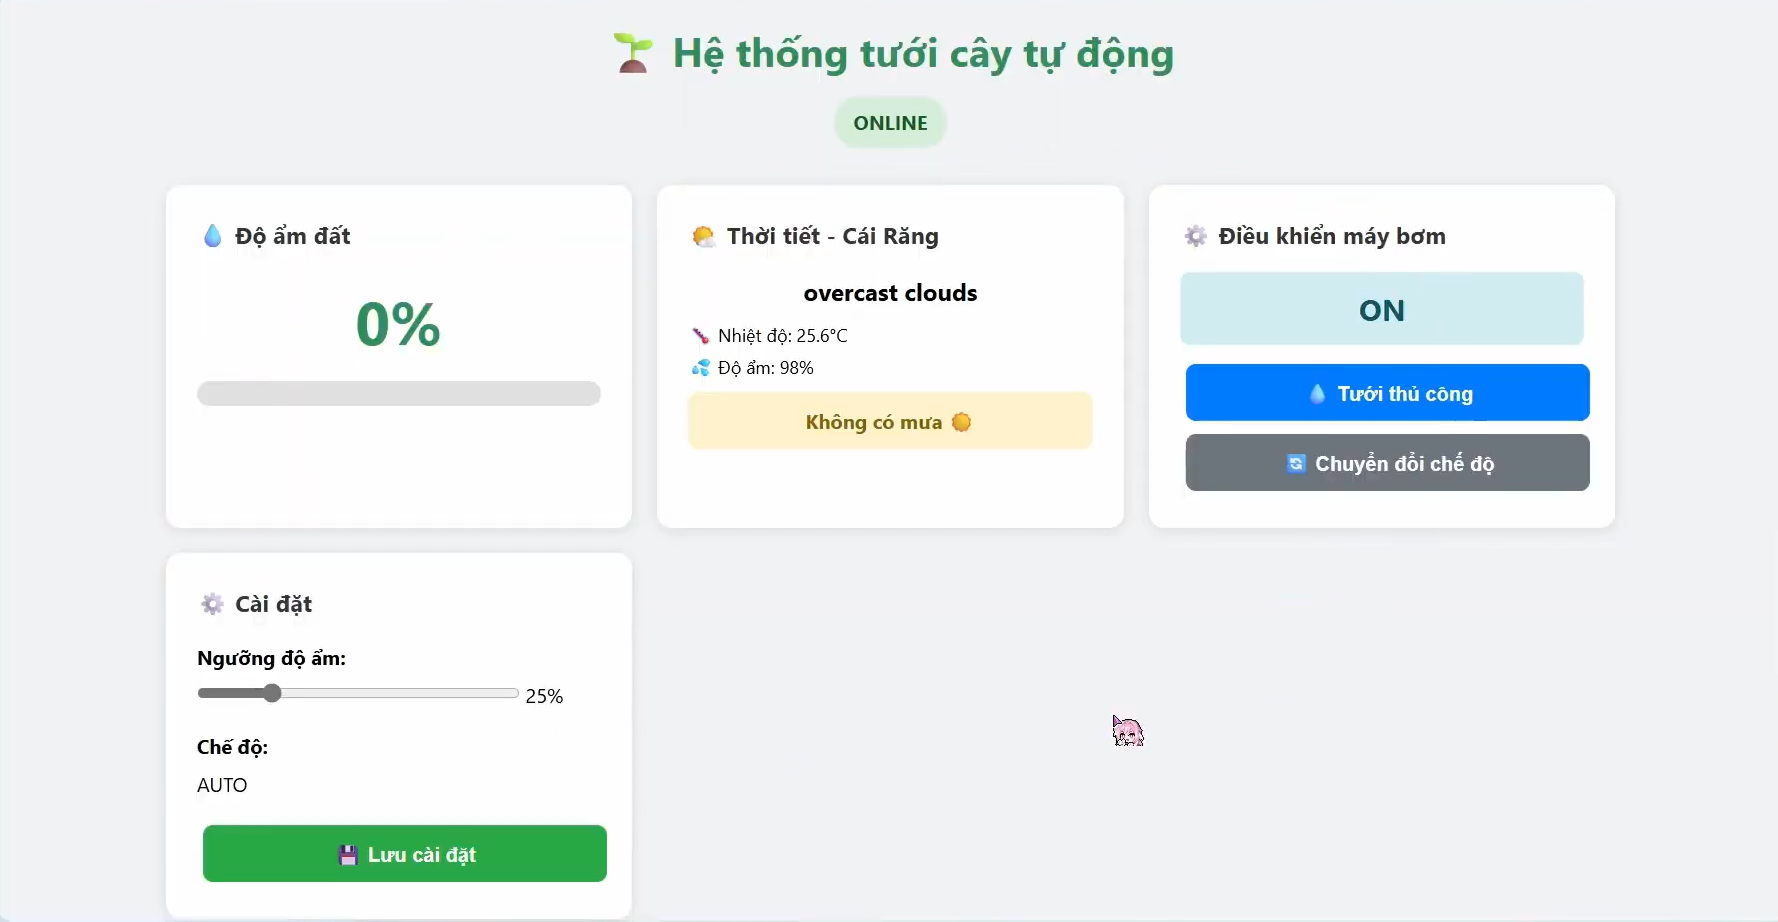 Hệ thống tưới cây tự động
ONLINE
Độ ẩm đất
0%
Thời tiết - Cái Răng
overcast clouds
Nhiệt độ: 25.6°C
Độ ẩm: 98%
Không có mưa
Điều khiển máy bơm
ON
Tưới thủ công
Chuyển đổi chế độ
Cài đặt
Ngưỡng độ ẩm:
25%
Chế độ:
AUTO
Lưu cài đặt